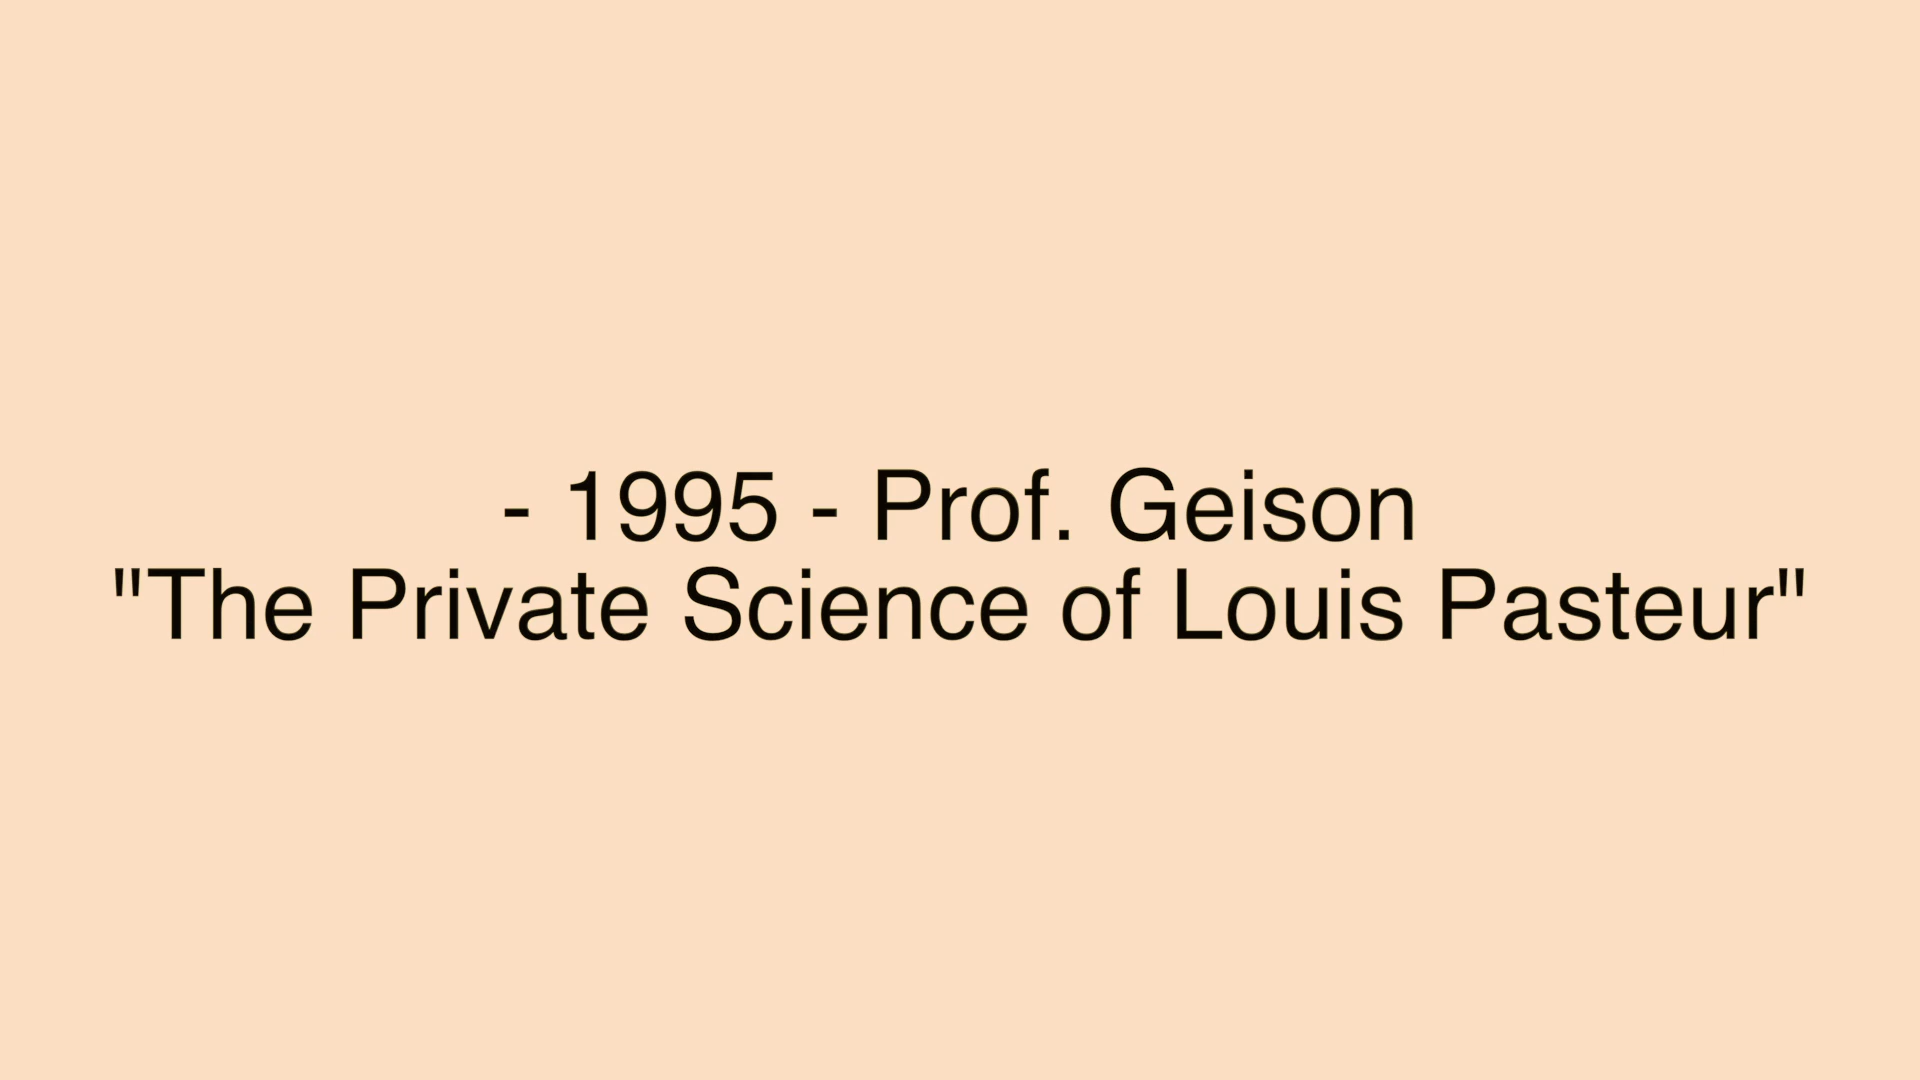 - 1995 - Prof. Geison
"The Private Science of Louis Pasteur"